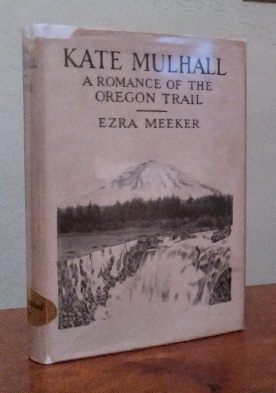 KATE MULHALL
A ROMANCE OF THE
OREGON TRAIL
EZRA MEEKER